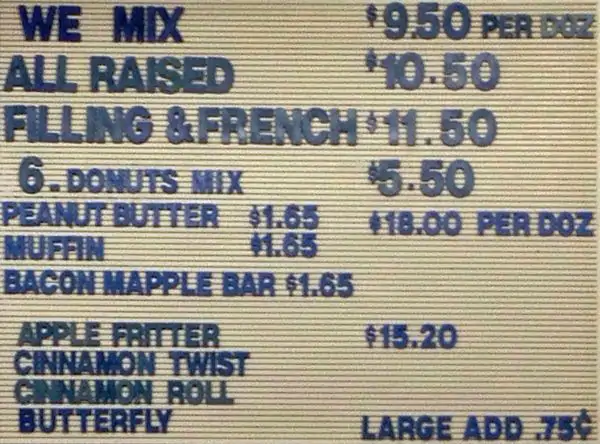 WE MIX $9.50 PER DOZ
ALL RAISED $10.50
FILLING & FRENCH $11.50
6. DONUTS MIX $5.50
PEANUT BUTTER $1.65 $18.00 PER DOZ
MUFFIN $1.65
BACON MAPPLE BAR $1.65
APPLE FRITTER $15.20
CINNAMON TWIST
CINNAMON ROLL
BUTTERFLY LARGE ADD .75¢